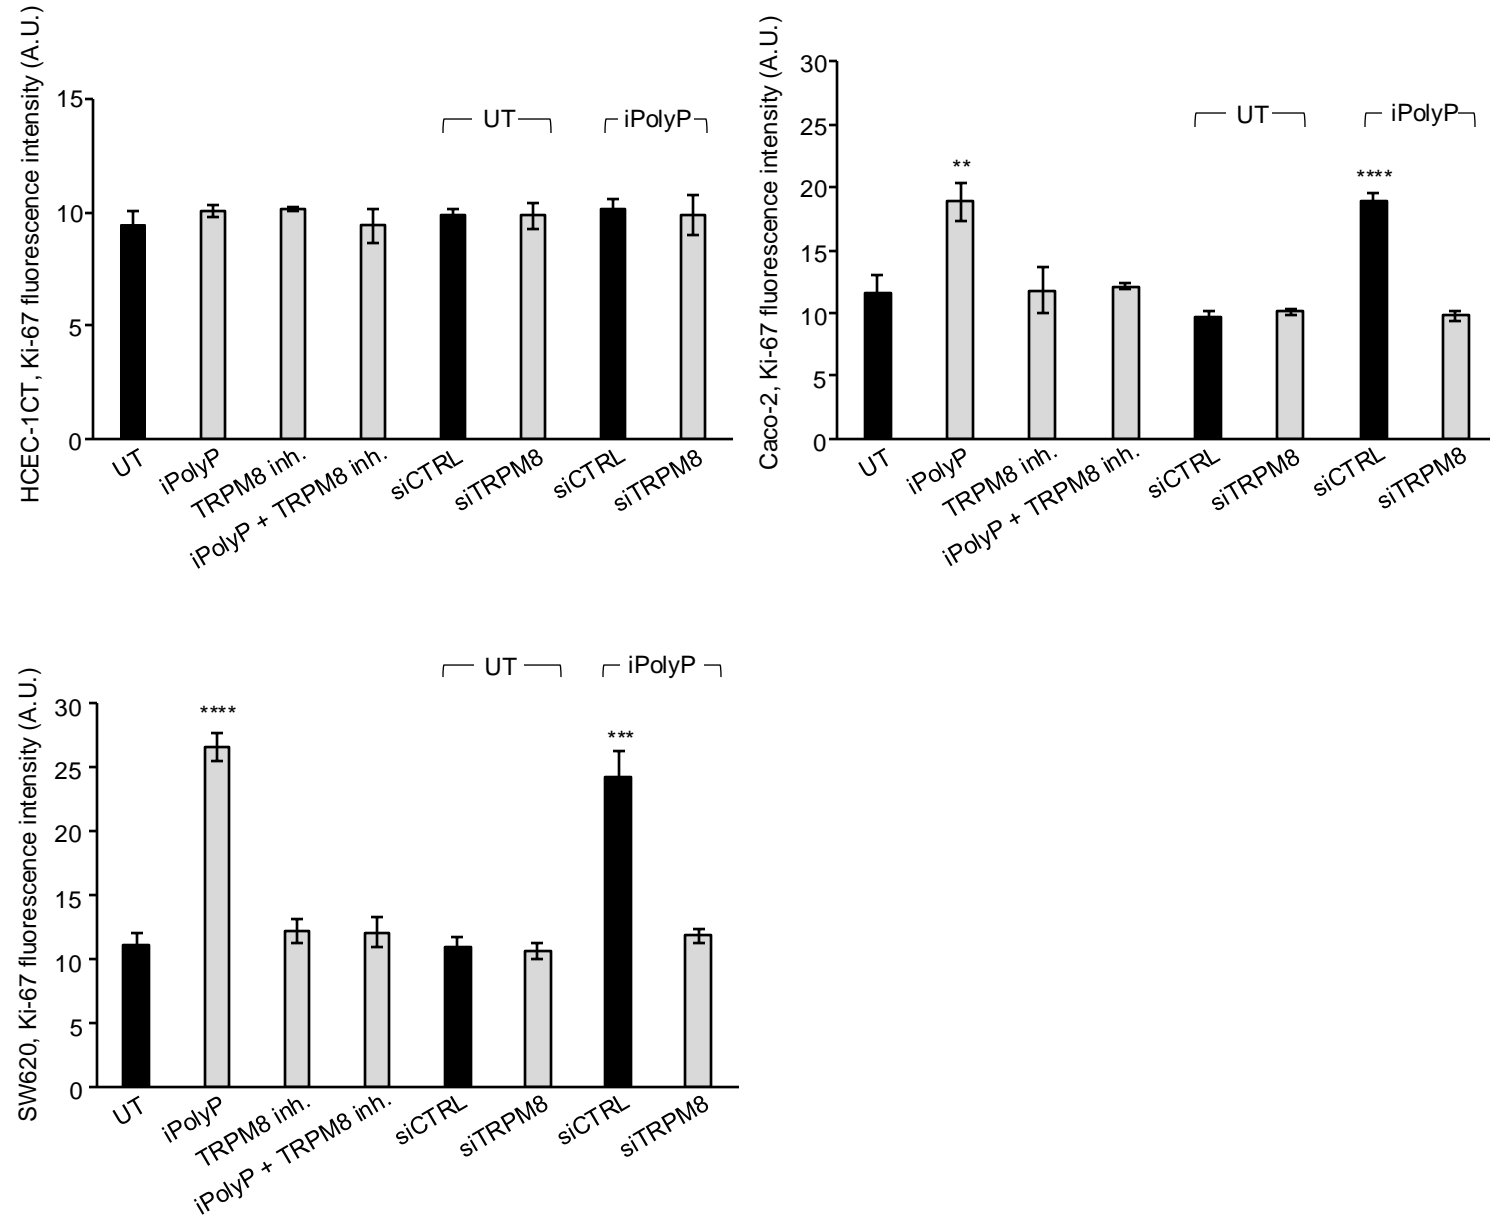 HCEC-1CT, Ki-67 fluorescence intensity (A.U.)
15
10
5
0
UT
iPolyP
UT
iPolyP
TRPM8 inh.
iPolyP + TRPM8 inh.
siCTRL
siTRPM8
siCTRL
siTRPM8
Caco-2, Ki-67 fluorescence intensity (A.U.)
30
25
20
15
10
5
0
UT
iPolyP
**
****
UT
iPolyP
TRPM8 inh.
iPolyP + TRPM8 inh.
siCTRL
siTRPM8
siCTRL
siTRPM8
SW620, Ki-67 fluorescence intensity (A.U.)
30
25
20
15
10
5
0
UT
iPolyP
****
***
UT
iPolyP
TRPM8 inh.
iPolyP + TRPM8 inh.
siCTRL
siTRPM8
siCTRL
siTRPM8